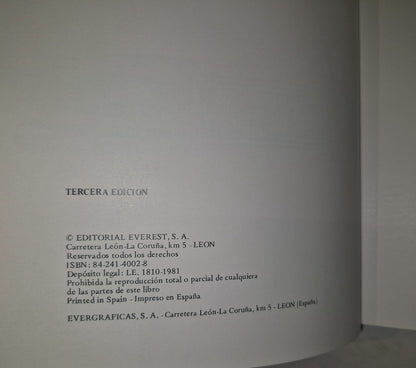 TERCERA EDICION
© EDITORIAL EVEREST, S. A.
Carretera León-La Coruña, km 5 - LEON
Reservados todos los derechos
ISBN: 84-241-4002-8
Depósito legal: LE. 1810-1981
Prohibida la reproducción total o parcial de cualquiera
de las partes de este libro
Printed in Spain - Impreso en España
EVERGRAFICAS, S. A. - Carretera León-La Coruña, km 5 - LEON (España)